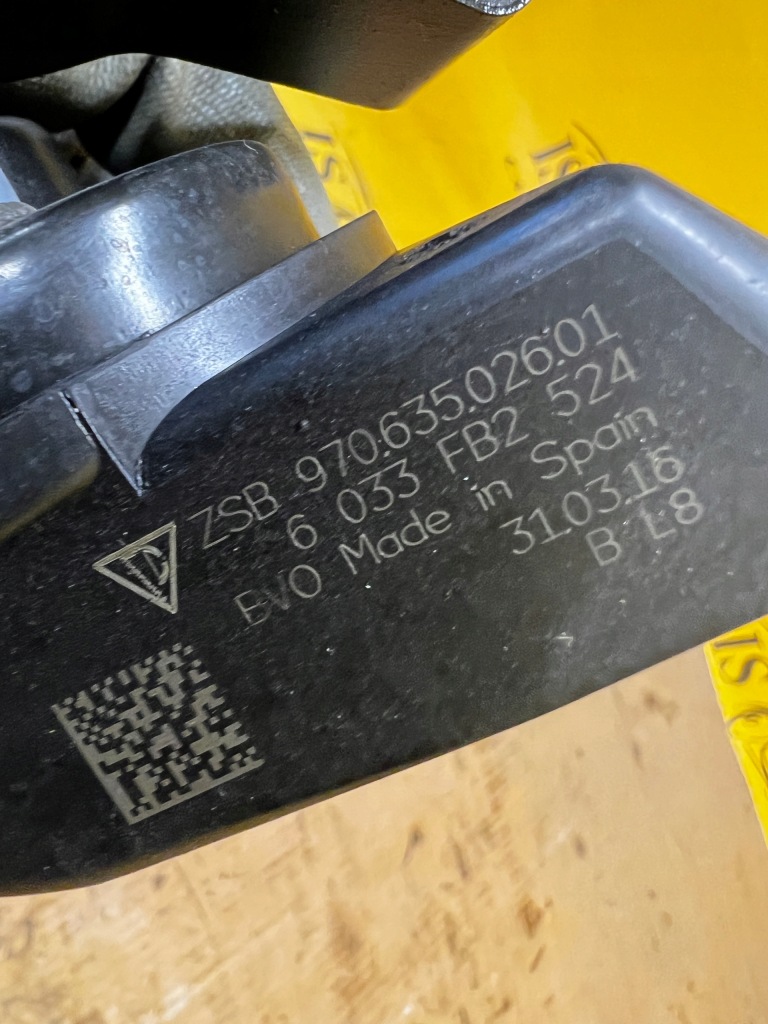 ZSB 970.635.026.01
6 033 FB2 524
BVO Made in Spain
31.03.16
B L8